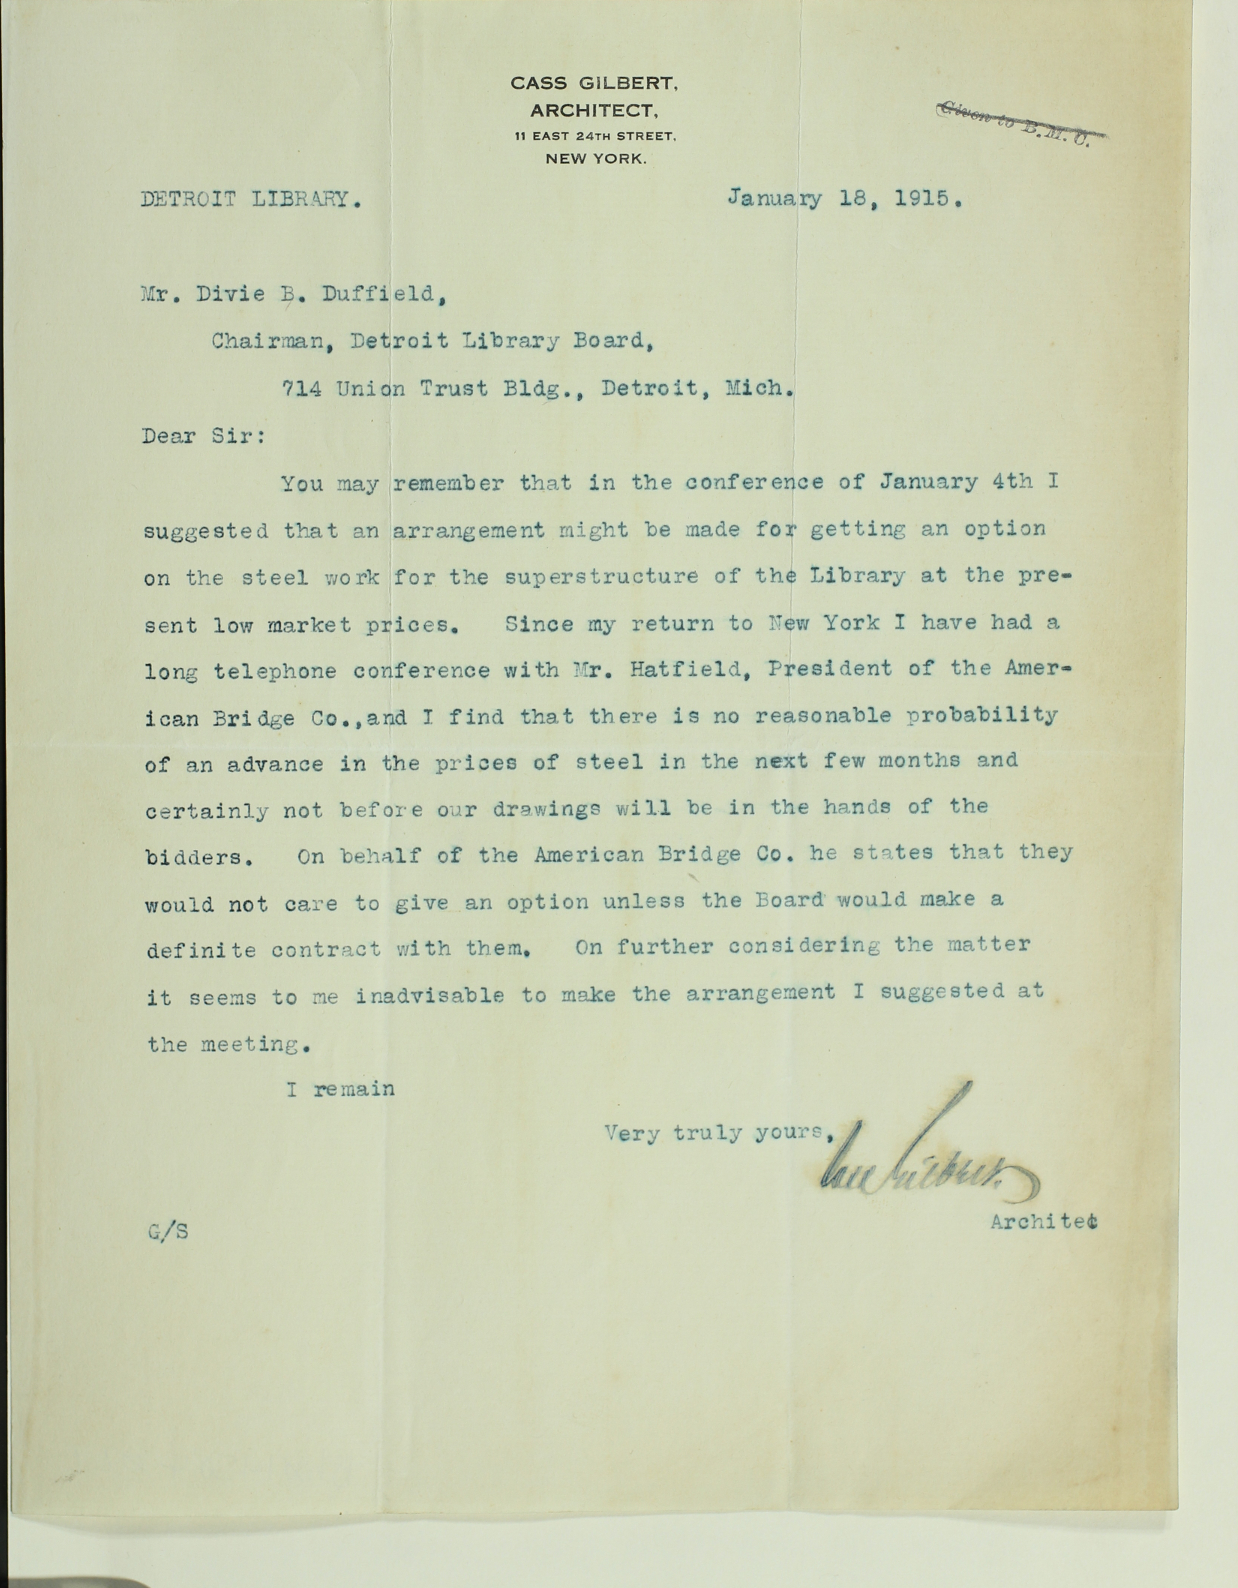 CASS GILBERT,
ARCHITECT,
11 EAST 24TH STREET,
NEW YORK.
Given to B.M.U.
DETROIT LIBRARY. January 18, 1915.
Mr. Divie B. Duffield,
Chairman, Detroit Library Board,
714 Union Trust Bldg., Detroit, Mich.
Dear Sir:
You may remember that in the conference of January 4th I
suggested that an arrangement might be made for getting an option
on the steel work for the superstructure of the Library at the pre-
sent low market prices. Since my return to New York I have had a
long telephone conference with Mr. Hatfield, President of the Amer-
ican Bridge Co.,and I find that there is no reasonable probability
of an advance in the prices of steel in the next few months and
certainly not before our drawings will be in the hands of the
bidders. On behalf of the American Bridge Co. he states that they
would not care to give an option unless the Board would make a
definite contract with them. On further considering the matter
it seems to me inadvisable to make the arrangement I suggested at
the meeting.
I remain
Very truly yours,
Cass Gilbert
Architect
G/S